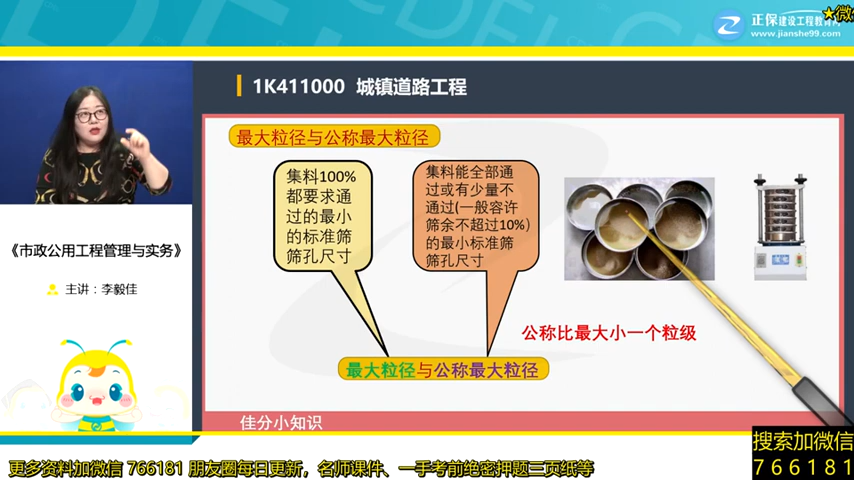 正保建设工程教育网
★微信
www.jianshe99.com
1K411000 城镇道路工程
最大粒径与公称最大粒径
集料100%
都要求通
过的最小
的标准筛
筛孔尺寸
集料能全部通
过或有少量不
通过(一般容许
筛余不超过10%)
的最小标准筛
筛孔尺寸
《市政公用工程管理与实务》
主讲：李毅佳
公称比最大小一个粒级
最大粒径与公称最大粒径
佳分小知识
搜索加微信
766181
更多资料加微信 766181 朋友圈每日更新，名师课件、一手考前绝密押题三页纸等